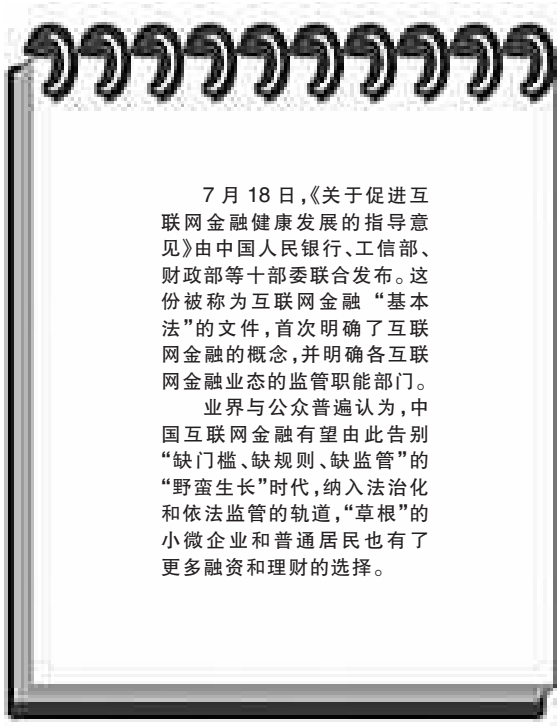 7月18日,《关于促进互
联网金融健康发展的指导意
见》由中国人民银行、工信部、
财政部等十部委联合发布。这
份被称为互联网金融“基本
法”的文件,首次明确了互联
网金融的概念,并明确各互联
网金融业态的监管职能部门。
业界与公众普遍认为,中
国互联网金融有望由此告别
“缺门槛、缺规则、缺监管”的
“野蛮生长”时代,纳入法治化
和依法监管的轨道,“草根”的
小微企业和普通居民也有了
更多融资和理财的选择。